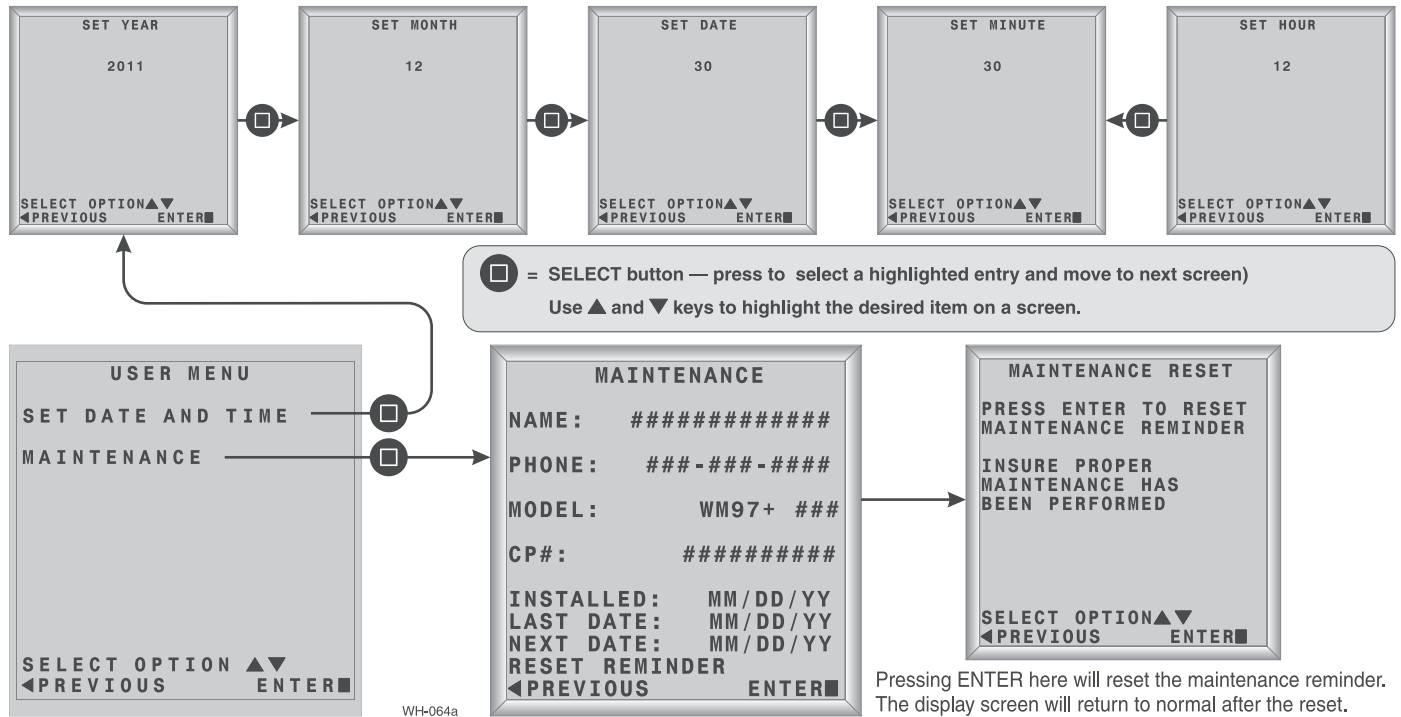 SET YEAR
2011
SELECT OPTION▲▼
◀PREVIOUS ENTER■
SET MONTH
12
SELECT OPTION▲▼
◀PREVIOUS ENTER■
SET DATE
30
SELECT OPTION▲▼
◀PREVIOUS ENTER■
SET MINUTE
30
SELECT OPTION▲▼
◀PREVIOUS ENTER■
SET HOUR
12
SELECT OPTION▲▼
◀PREVIOUS ENTER■
= SELECT button — press to select a highlighted entry and move to next screen)
Use ▲ and ▼ keys to highlight the desired item on a screen.
USER MENU
SET DATE AND TIME
MAINTENANCE
SELECT OPTION ▲▼
◀PREVIOUS ENTER■
WH-064a
MAINTENANCE
NAME: #############
PHONE: ###-###-####
MODEL: WM97+ ###
CP#: ##########
INSTALLED: MM/DD/YY
LAST DATE: MM/DD/YY
NEXT DATE: MM/DD/YY
RESET REMINDER
◀PREVIOUS ENTER■
MAINTENANCE RESET
PRESS ENTER TO RESET
MAINTENANCE REMINDER
INSURE PROPER
MAINTENANCE HAS
BEEN PERFORMED
SELECT OPTION▲▼
◀PREVIOUS ENTER■
Pressing ENTER here will reset the maintenance reminder.
The display screen will return to normal after the reset.